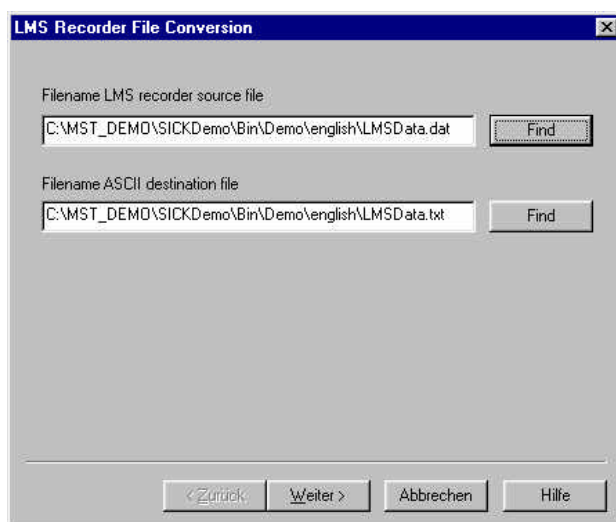 LMS Recorder File Conversion
Filename LMS recorder source file
C:\MST_DEMO\SICKDemo\Bin\Demo\english\LMSData.dat
Find
Filename ASCII destination file
C:\MST_DEMO\SICKDemo\Bin\Demo\english\LMSData.txt
Find
< Zurück
Weiter >
Abbrechen
Hilfe